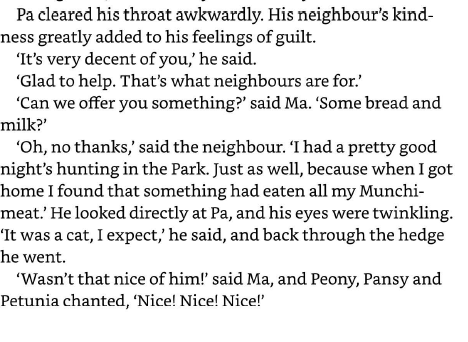 Pa cleared his throat awkwardly. His neighbour’s kind-
ness greatly added to his feelings of guilt.
‘It’s very decent of you,’ he said.
‘Glad to help. That’s what neighbours are for.’
‘Can we offer you something?’ said Ma. ‘Some bread and
milk?’
‘Oh, no thanks,’ said the neighbour. ‘I had a pretty good
night’s hunting in the Park. Just as well, because when I got
home I found that something had eaten all my Munchi-
meat.’ He looked directly at Pa, and his eyes were twinkling.
‘It was a cat, I expect,’ he said, and back through the hedge
he went.
‘Wasn’t that nice of him!’ said Ma, and Peony, Pansy and
Petunia chanted, ‘Nice! Nice! Nice!’